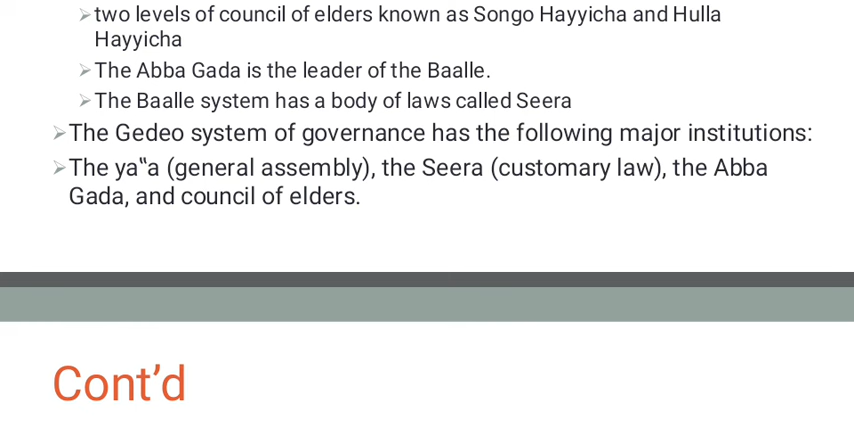 ➢two levels of council of elders known as Songo Hayyicha and Hulla
Hayyicha
➢The Abba Gada is the leader of the Baalle.
➢The Baalle system has a body of laws called Seera
➢The Gedeo system of governance has the following major institutions:
➢The ya‟a (general assembly), the Seera (customary law), the Abba
Gada, and council of elders.
Cont’d